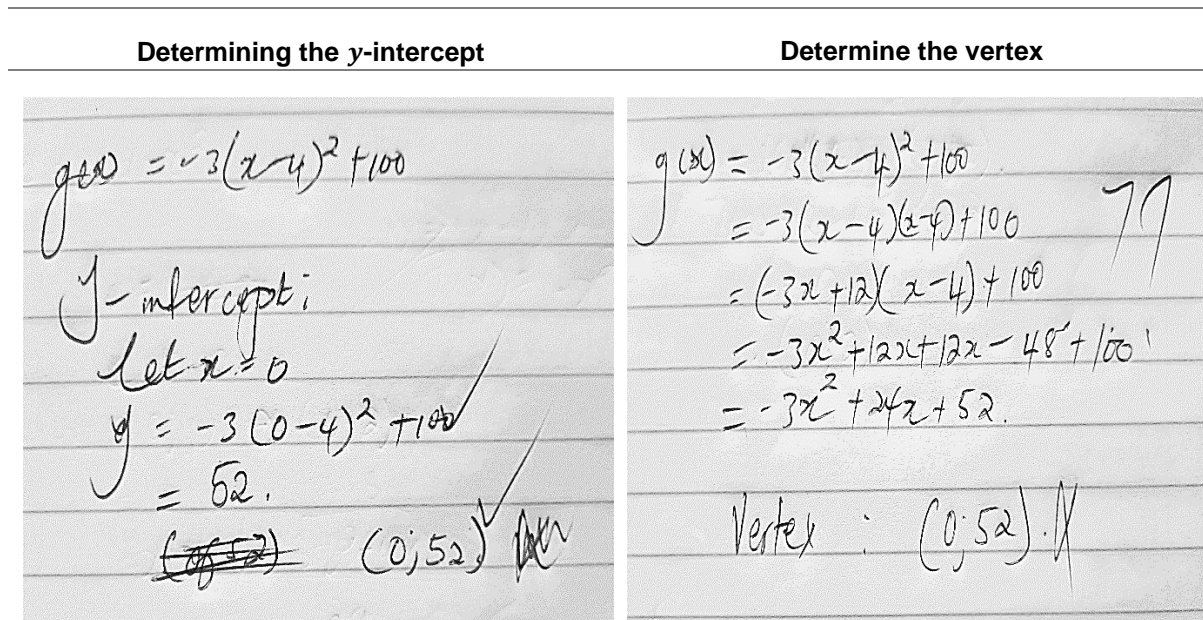 Determining the y-intercept
Determine the vertex
g(x) = -3(x-4)² +100
y-intercept:
let x=0
y = -3(0-4)² +100
= 52.
(0;52)
g(x) = -3(x-4)² +100
= -3(x-4)(x-4)+100
= (-3x+12)(x-4)+100
= -3x²+12x+12x-48+100
= -3x²+24x+52.
Vertex : (0;52).